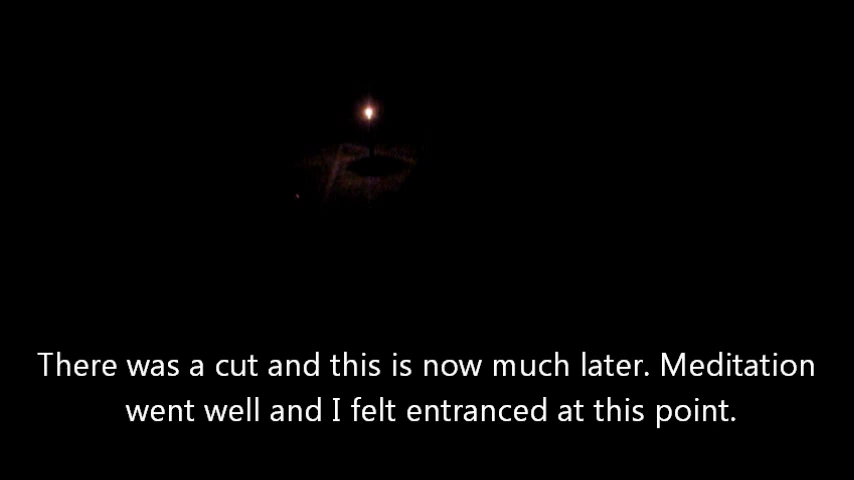 There was a cut and this is now much later. Meditation
went well and I felt entranced at this point.